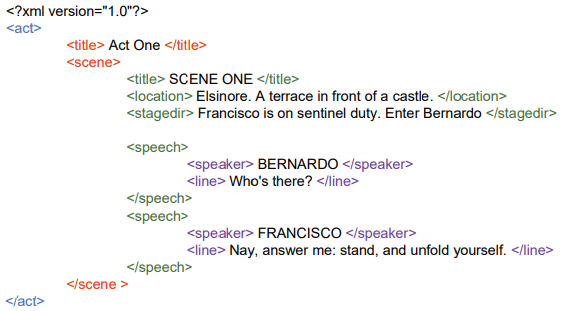 <?xml version="1.0"?>
<act>
<title> Act One </title>
<scene>
<title> SCENE ONE </title>
<location> Elsinore. A terrace in front of a castle. </location>
<stagedir> Francisco is on sentinel duty. Enter Bernardo </stagedir>
<speech>
<speaker> BERNARDO </speaker>
<line> Who's there? </line>
</speech>
<speech>
<speaker> FRANCISCO </speaker>
<line> Nay, answer me: stand, and unfold yourself. </line>
</speech>
</scene >
</act>